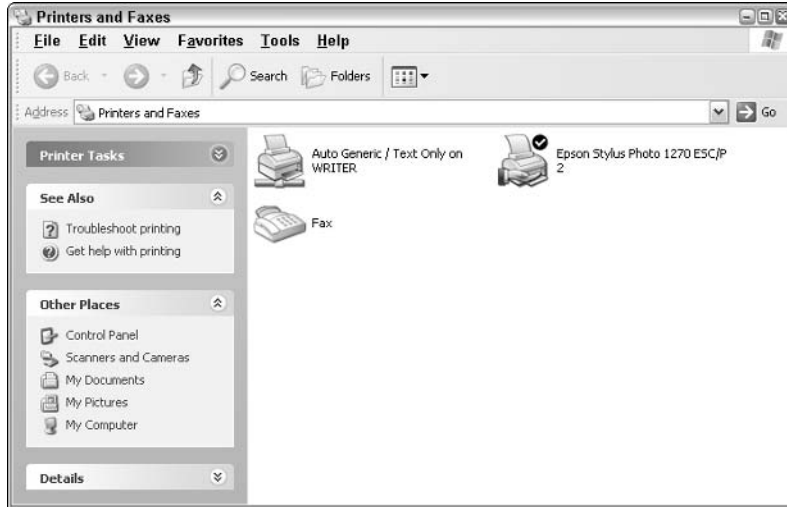 Printers and Faxes
File Edit View Favorites Tools Help
Back Search Folders
Address Printers and Faxes Go
Printer Tasks
See Also
Troubleshoot printing
Get help with printing
Other Places
Control Panel
Scanners and Cameras
My Documents
My Pictures
My Computer
Details
Auto Generic / Text Only on
WRITER
Epson Stylus Photo 1270 ESC/P
2
Fax